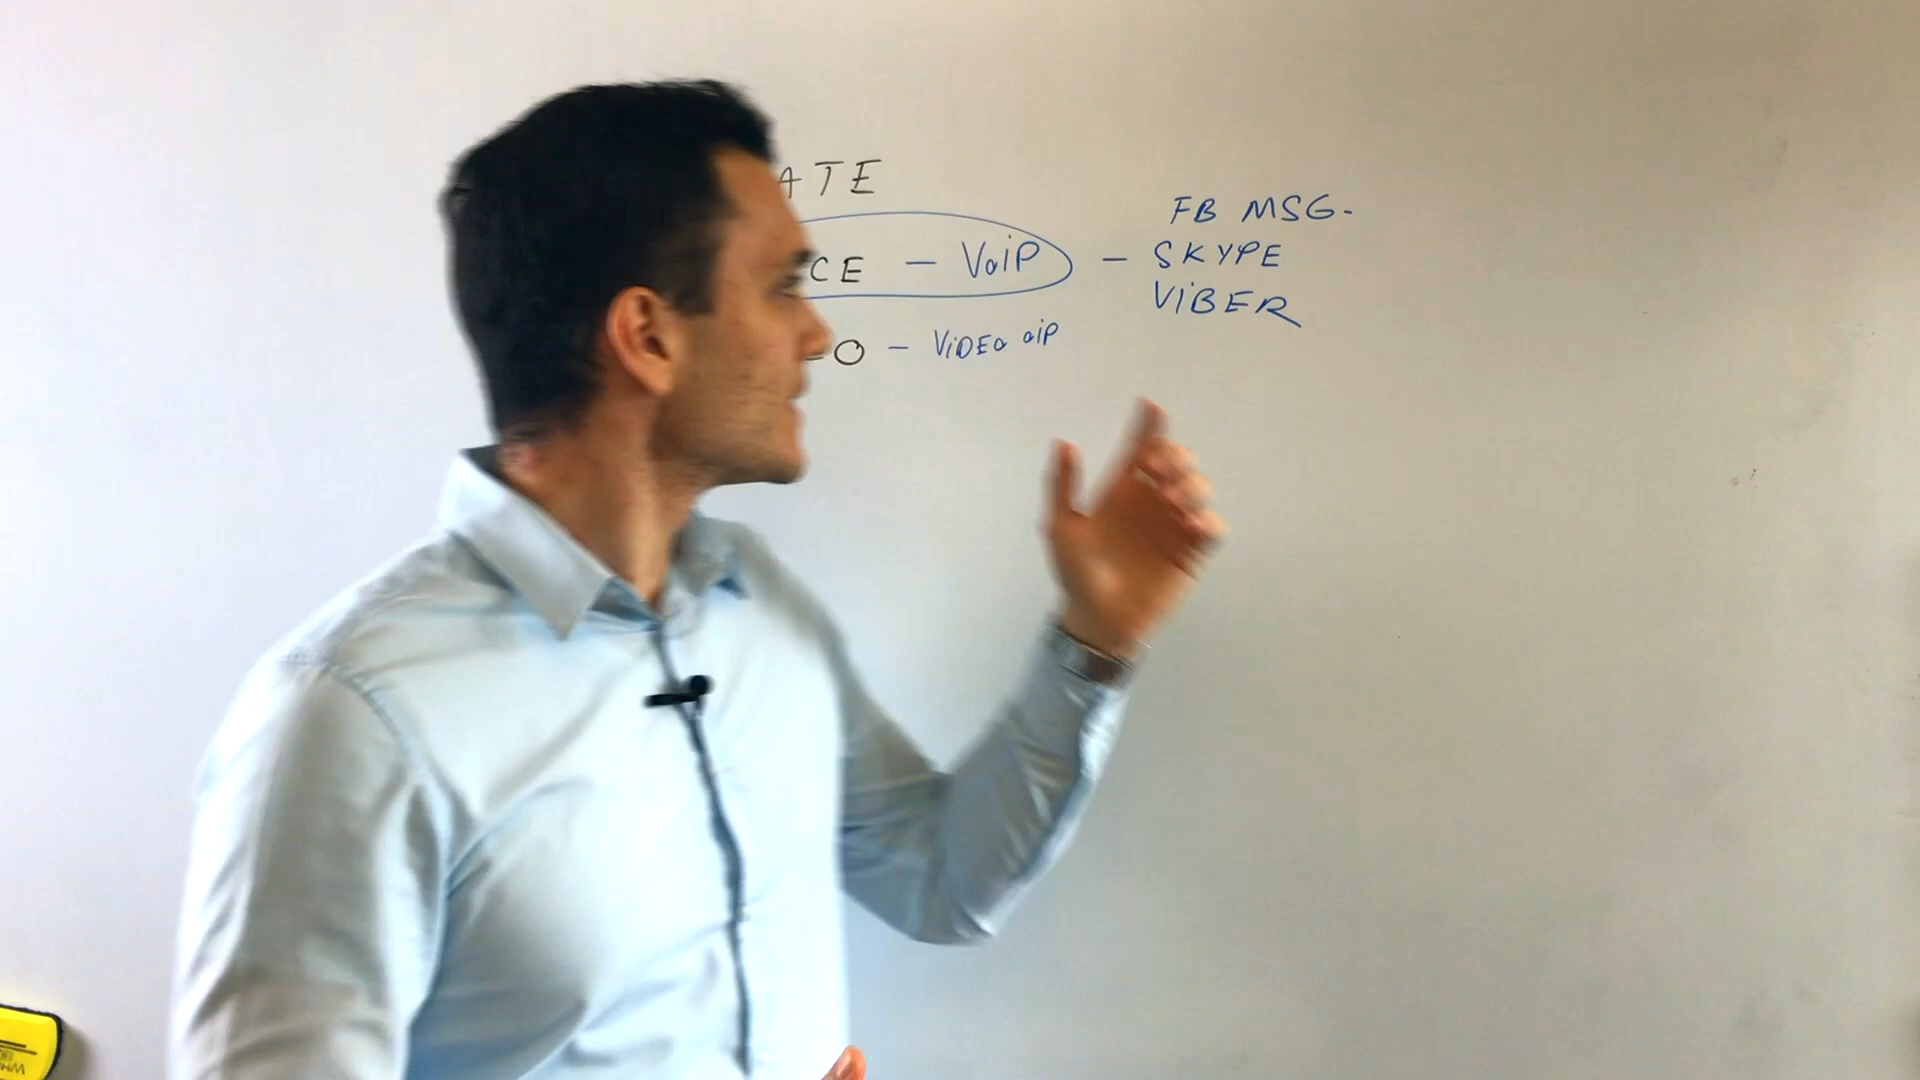 ATE
FB MSG.
CE - VoiP - SKYPE
VIBER
O - ViDEo oiP